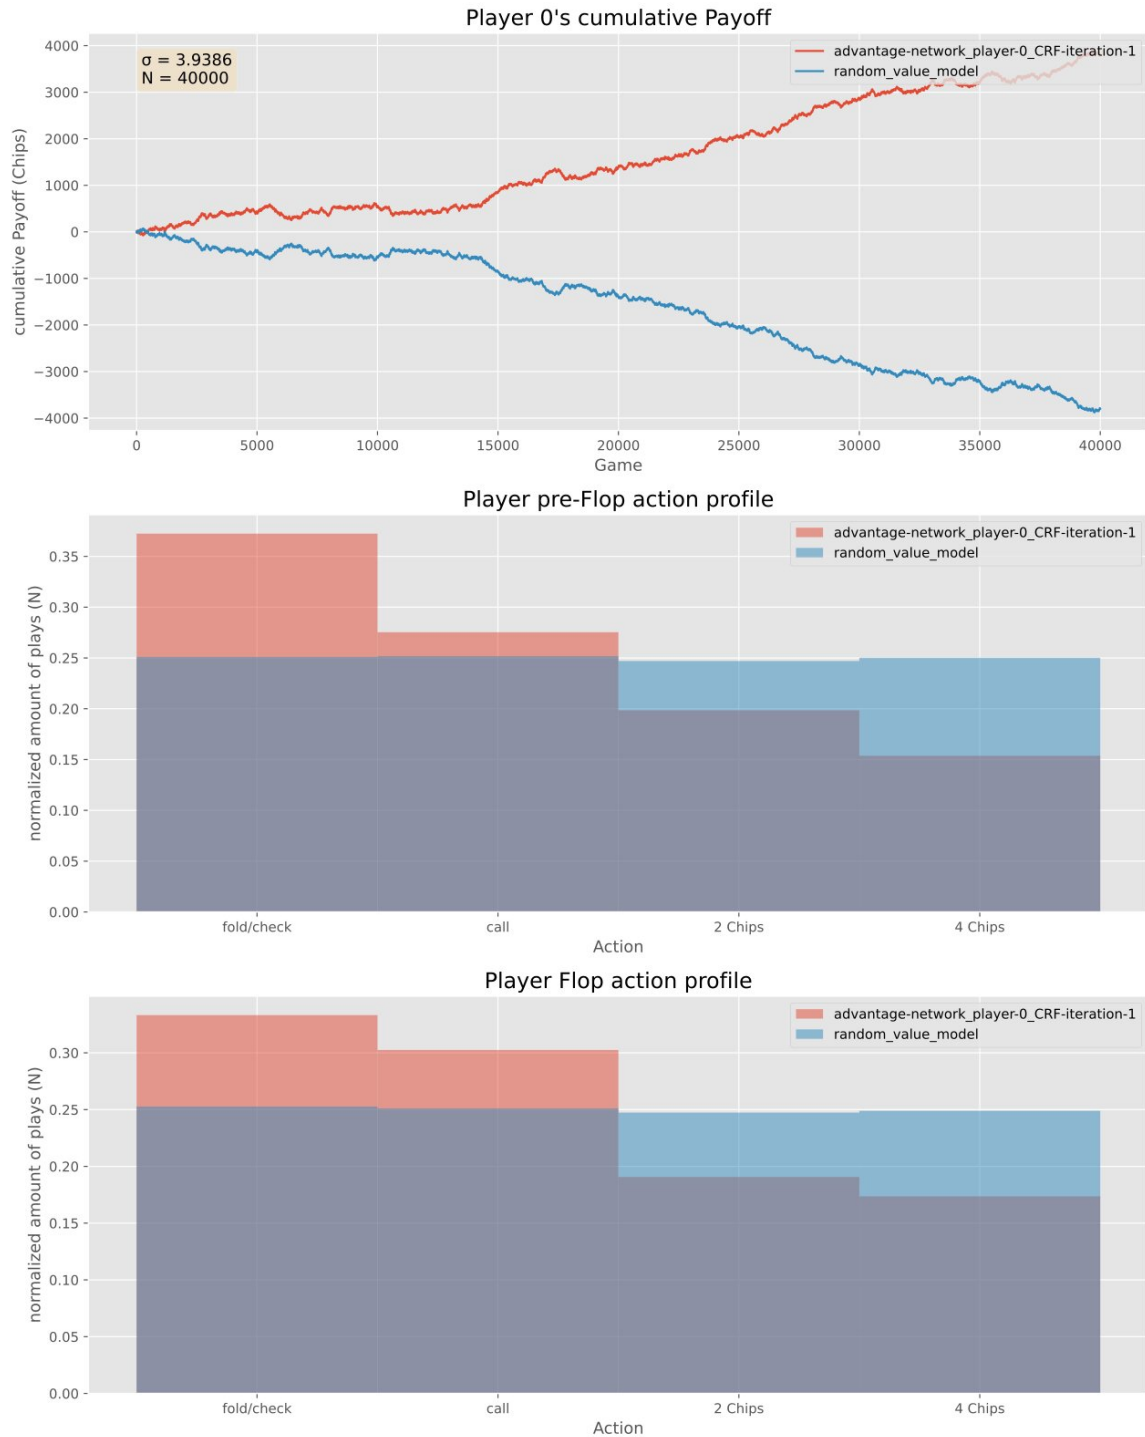 Player 0's cumulative Payoff
σ = 3.9386
N = 40000
advantage-network_player-0_CRF-iteration-1
random_value_model
cumulative Payoff (Chips)
4000
3000
2000
1000
0
−1000
−2000
−3000
−4000
0 5000 10000 15000 20000 25000 30000 35000 40000
Game
Player pre-Flop action profile
advantage-network_player-0_CRF-iteration-1
random_value_model
normalized amount of plays (N)
0.35
0.30
0.25
0.20
0.15
0.10
0.05
0.00
fold/check call 2 Chips 4 Chips
Action
Player Flop action profile
advantage-network_player-0_CRF-iteration-1
random_value_model
normalized amount of plays (N)
0.30
0.25
0.20
0.15
0.10
0.05
0.00
fold/check call 2 Chips 4 Chips
Action